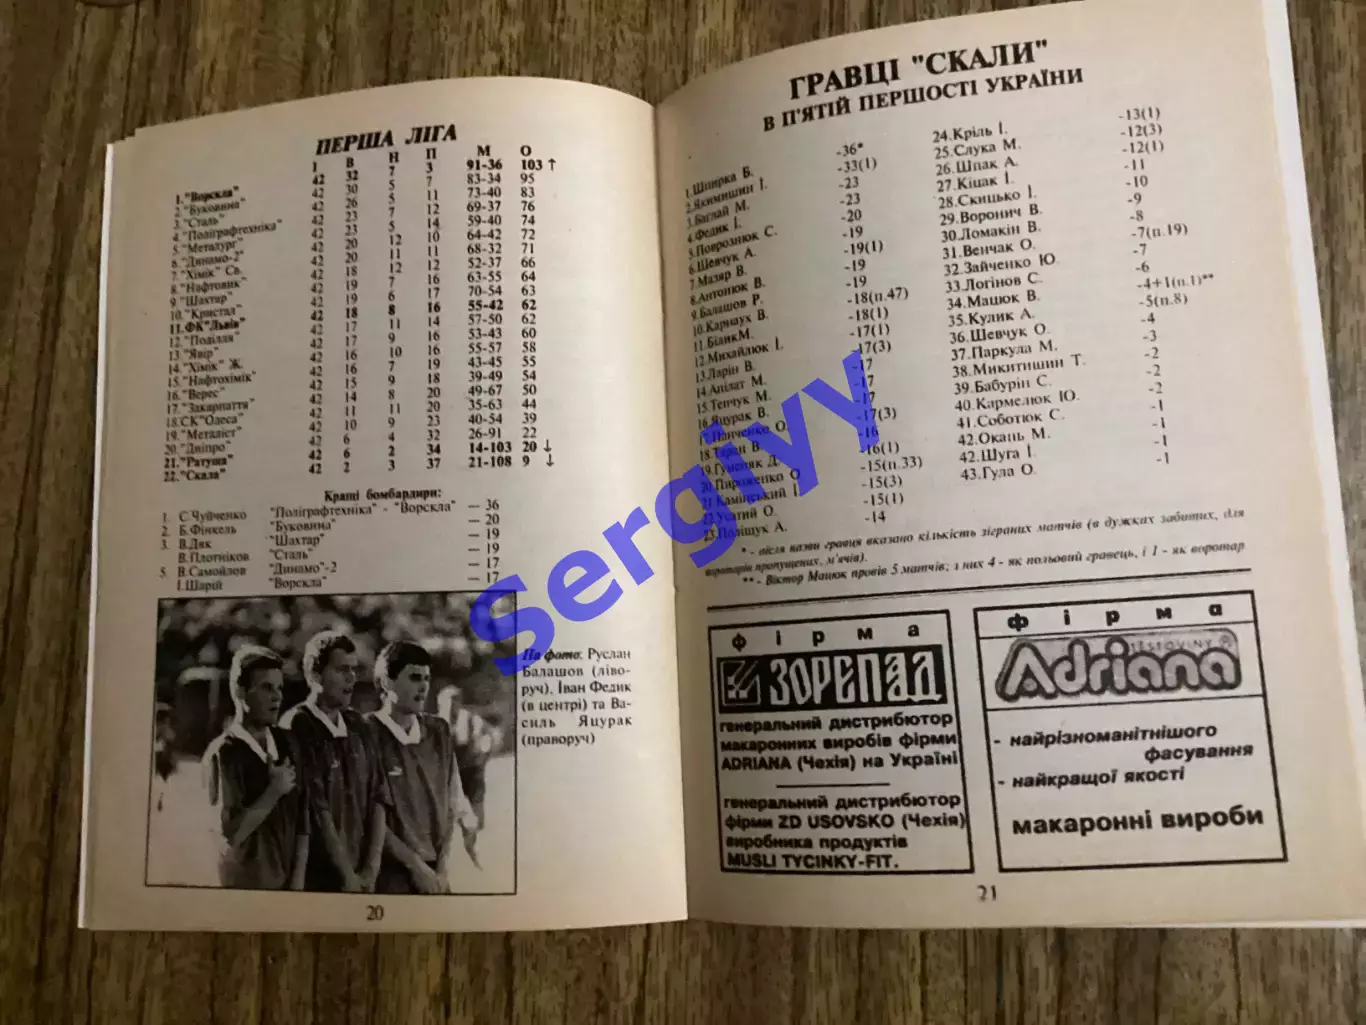 ПЕРША ЛІГА
І В Н П М О
1."Ворскла" 42 32 7 3 91-36 103 ↑
2."Буковина" 42 30 5 7 83-34 95
3."Сталь" 42 26 5 11 73-40 83
4."Поліграфтехніка" 42 23 7 12 69-37 76
5."Металург" 42 23 5 14 59-40 74
6."Динамо-2" 42 20 12 10 64-42 72
7."Хімік" Св. 42 20 11 11 68-32 71
8."Нафтовик" 42 18 12 12 52-37 66
9."Шахтар" 42 19 7 16 63-55 64
10."Кристал" 42 19 6 17 70-54 63
11.ФК"Львів" 42 18 8 16 55-42 62
12."Поділля" 42 17 11 14 57-50 62
13."Явір" 42 17 9 16 53-43 60
14."Хімік" Ж. 42 16 10 16 55-57 58
15."Нафтохімік" 42 16 7 19 43-45 55
16."Верес" 42 15 9 18 39-49 54
17."Закарпаття" 42 14 8 20 49-67 50
18.СК"Одеса" 42 11 11 20 35-63 44
19."Металіст" 42 10 9 23 40-54 39
20."Дніпро" 42 6 4 32 26-91 22
21."Ратуша" 42 6 2 34 14-103 20 ↓
22."Скала" 42 2 3 37 21-108 9 ↓
Кращі бомбардири:
1. С.Чуйченко "Поліграфтехніка" - "Ворскла" — 36
2. Б.Фінкель "Буковина" — 20
3. В.Дяк "Шахтар" — 19
В.Плотніков "Сталь" — 19
5. В.Самойлов "Динамо"-2 — 17
І.Шарій "Ворскла" — 17
На фото: Руслан
Балашов (ліво-
руч), Іван Федик
(в центрі) та Ва-
силь Яцурак
(праворуч)
20
ГРАВЦІ "СКАЛИ"
В П'ЯТІЙ ПЕРШОСТІ УКРАЇНИ
1.Шпирка Б. -36*
2.Якимишин І. -33(1)
3.Баглай М. -23
4.Федик І. -23
5.Поврознюк С. -20
6.Шевчук А. -19
7.Мазяр В. -19(1)
8.Антонюк В. -19
9.Балашов Р. -19
10.Карнаух В. -18(п.47)
11.Білик М. -18(1)
12.Михайлюк І. -17(1)
13.Ларін В. -17(3)
14.Апілат М. -17
15.Тенчук М. -17
16.Яцурак В. -17
17.Панченко О. -17(3)
18.Таран В. -16
19.Гуменяк Д. -16(1)
20.Пироженко О. -15(п.33)
21.Камінський І. -15(3)
22.Усатий О. -15(1)
23.Поліщук А. -14
24.Кріль І. -13(1)
25.Слука М. -12(3)
26.Шпак А. -12(1)
27.Кіцак І. -11
28.Скицько І. -10
29.Воронич В. -9
30.Ломакін В. -8
31.Венчак О. -7(п.19)
32.Зайченко Ю. -7
33.Логінов С. -6
34.Мацюк В. -4+1(п.1)**
35.Кулик А. -5(п.8)
36.Шевчук О. -4
37.Паркула М. -3
38.Микитишин Т. -2
39.Бабурін С. -2
40.Кармелюк Ю. -2
41.Соботюк С. -1
42.Окань М. -1
42.Шуга І. -1
43.Гула О. -1
* - після назви гравця вказано кількість зіграних матчів (в дужках забитих, для
воротарів пропущених, м'ячів).
** - Віктор Мацюк провів 5 матчів; з них 4 - як польовий гравець, і 1 - як воротар
фірма
ЗОРЕПАД
генеральний дистрибютор
макаронних виробів фірми
ADRIANA (Чехія) на Україні
генеральний дистрибютор
фірми ZD USOVSKO (Чехія)
виробника продуктів
MUSLI TYCINKY-FIT.
фірма
TESTOVINY ®
Adriana
- найрізноманітнішого
фасування
- найкращої якості
макаронні вироби
21
Sergiyy